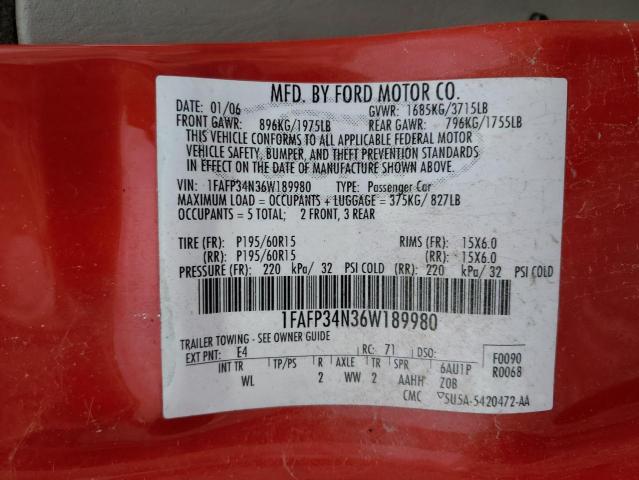 MFD. BY FORD MOTOR CO.
DATE: 01/06 GVWR: 1685KG/3715LB
FRONT GAWR: 896KG/1975LB REAR GAWR: 796KG/1755LB
THIS VEHICLE CONFORMS TO ALL APPLICABLE FEDERAL MOTOR
VEHICLE SAFETY, BUMPER, AND THEFT PREVENTION STANDARDS
IN EFFECT ON THE DATE OF MANUFACTURE SHOWN ABOVE.
VIN: 1FAFP34N36W189980 TYPE: Passenger Car
MAXIMUM LOAD = OCCUPANTS + LUGGAGE = 375KG/ 827LB
OCCUPANTS = 5 TOTAL; 2 FRONT, 3 REAR
TIRE (FR): P195/60R15 RIMS (FR): 15X6.0
(RR): P195/60R15 (RR): 15X6.0
PRESSURE (FR): 220 kPa/ 32 PSI COLD (RR): 220 kPa/ 32 PSI COLD
1FAFP34N36W189980
TRAILER TOWING - SEE OWNER GUIDE
EXT PNT: E4 RC: 71 DSO: F0090
INT TR TP/PS R AXLE TR SPR 6AU1P R0068
WL 2 WW 2 AAHH ZOB
CMC 5U5A-5420472-AA